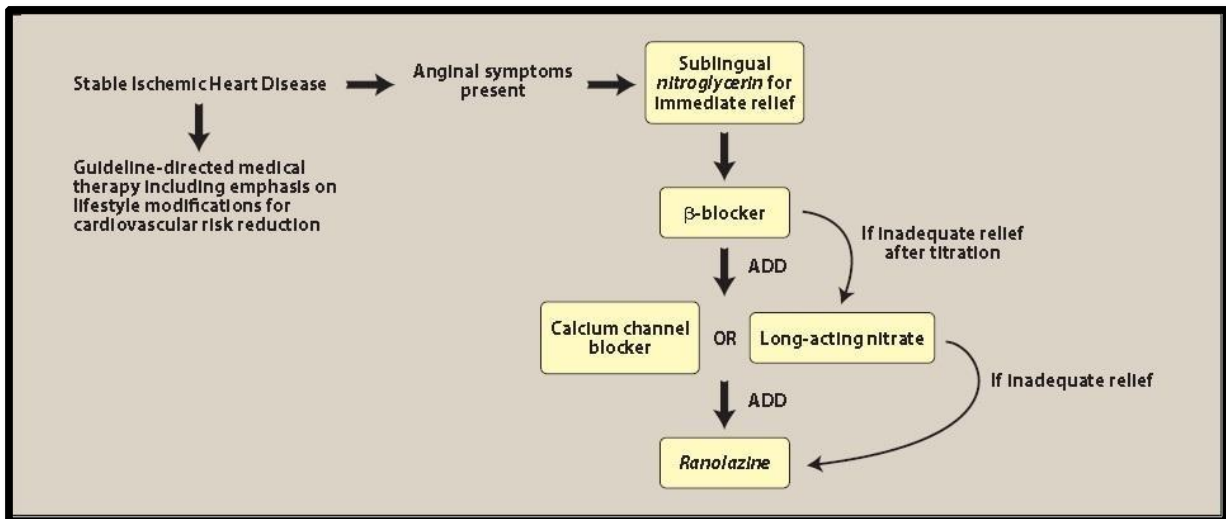 Stable Ischemic Heart Disease
Anginal symptoms
present
Sublingual
nitroglycerin for
immediate relief
Guideline-directed medical
therapy including emphasis on
lifestyle modifications for
cardiovascular risk reduction
β-blocker
If inadequate relief
after titration
ADD
Calcium channel
blocker
OR
Long-acting nitrate
If inadequate relief
ADD
Ranolazine